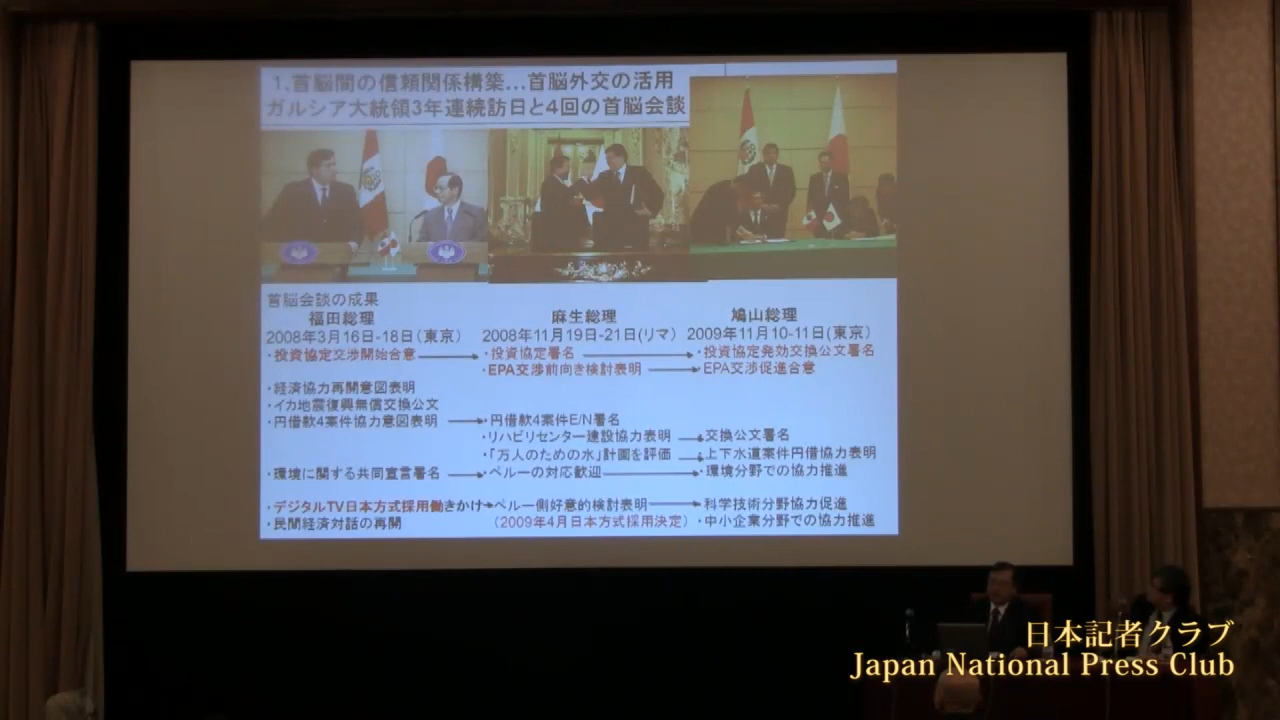 1.首脳間の信頼関係構築…首脳外交の活用
ガルシア大統領3年連続訪日と4回の首脳会談
首脳会談の成果
福田総理
2008年3月16日-18日(東京)
・投資協定交渉開始合意
・経済協力再開意図表明
・イカ地震復興無償交換公文
・円借款4案件協力意図表明
・環境に関する共同宣言署名
・デジタルTV日本方式採用働きかけ
・民間経済対話の再開
麻生総理
2008年11月19日-21日(リマ)
・投資協定署名
・EPA交渉前向き検討表明
・円借款4案件E/N署名
・リハビリセンター建設協力表明
・「万人のための水」計画を評価
・ペルーの対応歓迎
・ペルー側好意的検討表明
(2009年4月日本方式採用決定)
鳩山総理
2009年11月10-11日(東京)
・投資協定発効交換公文署名
・EPA交渉促進合意
・交換公文署名
・上下水道案件円借協力表明
・環境分野での協力推進
・科学技術分野協力促進
・中小企業分野での協力推進
日本記者クラブ
Japan National Press Club